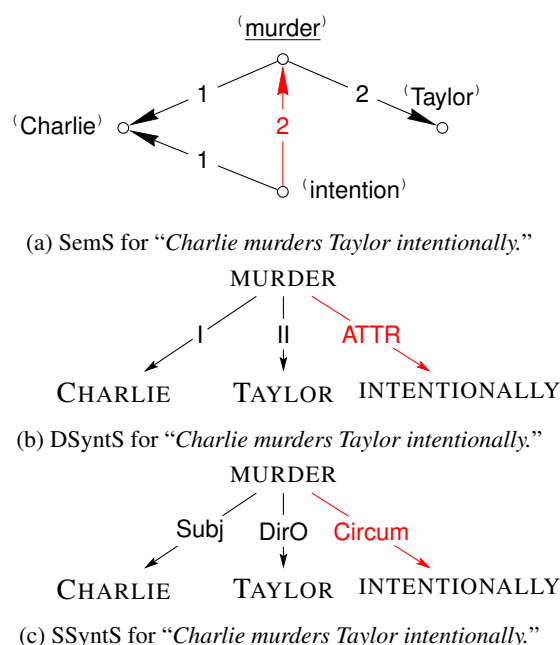 ⁽murder⁾
1 2 ⁽Taylor⁾
⁽Charlie⁾ 2
1
⁽intention⁾
(a) SemS for “Charlie murders Taylor intentionally.”
MURDER
I II ATTR
CHARLIE TAYLOR INTENTIONALLY
(b) DSyntS for “Charlie murders Taylor intentionally.”
MURDER
Subj DirO Circum
CHARLIE TAYLOR INTENTIONALLY
(c) SSyntS for “Charlie murders Taylor intentionally.”